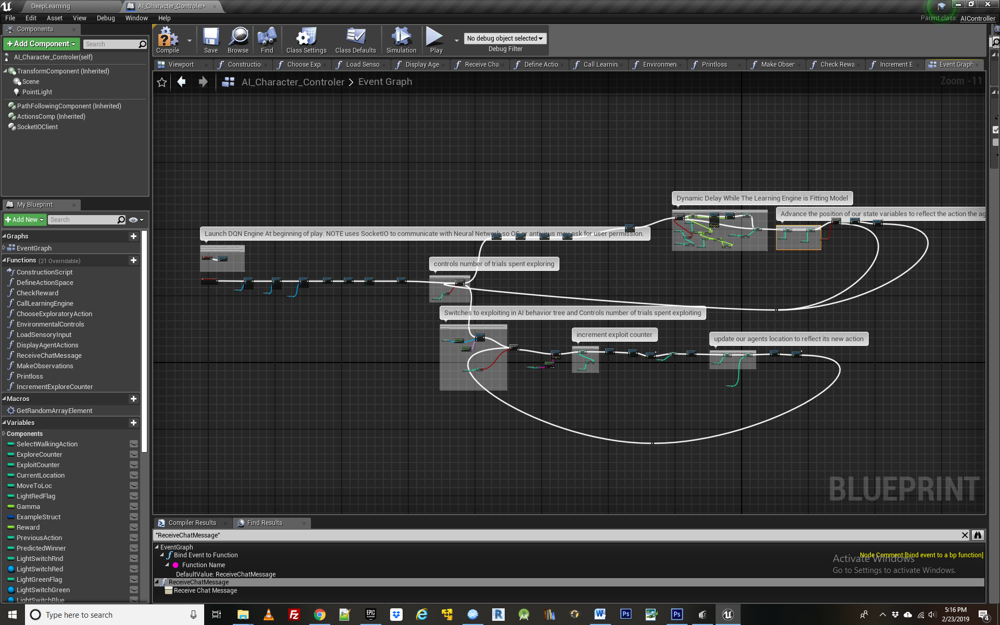 DeepLearning
AI_Character_Controler*
File Edit Asset View Debug Window Help
Parent class: AIController
Components
+Add Component
Search
AI_Character_Controler(self)
TransformComponent (Inherited)
Scene
PointLight
PathFollowingComponent (Inherited)
ActionsComp (Inherited)
SocketIOClient
Compile
Save
Browse
Find
Class Settings
Class Defaults
Simulation
Play
No debug object selected
Debug Filter
Viewport
Constructio
Choose Exp
Load Senso
Display Age
Receive Cha
Define Actio
Call Learnin
Environmen
Printloss
Make Obser
Check Rewa
Increment E
Event Graph
AI_Character_Controler > Event Graph
Zoom -11
Dynamic Delay While The Learning Engine is Fitting Model
Advance the position of our state variables to reflect the action the ag
Launch DQN Engine At beginning of play. NOTE uses SocketIO to communicate with Neural Network so OS or antivirus may ask for user permission.
controls number of trials spent exploring
Switches to exploiting in AI behavior tree and Controls number of trials spent exploiting
increment exploit counter
update our agents location to reflect its new action
BLUEPRINT
My Blueprint
+Add New
Search
Graphs
EventGraph
Functions (21 Overridable)
ConstructionScript
DefineActionSpace
CheckReward
CallLearningEngine
ChooseExploratoryAction
EnvironmentalControls
LoadSensoryInput
DisplayAgentActions
ReceiveChatMessage
MakeObservations
Printloss
IncrementExploreCounter
Macros
GetRandomArrayElement
Variables
Components
SelectWalkingAction
ExploreCounter
ExploitCounter
CurrentLocation
MoveToLoc
LightRedFlag
Gamma
ExampleStruct
Reward
PreviousAction
PredictedWinner
LightSwitchRnd
LightSwitchRed
LightGreenFlag
LightSwitchGreen
LightSwitchBlue
Compiler Results
Find Results
"ReceiveChatMessage"
EventGraph
Bind Event to Function
Function Name
DefaultValue: ReceiveChatMessage
ReceiveChatMessage
Receive Chat Message
Node Comment:[bind event to a bp function]
Activate Windows
Go to Settings to activate Windows.
Type here to search
5:16 PM
2/23/2019
4